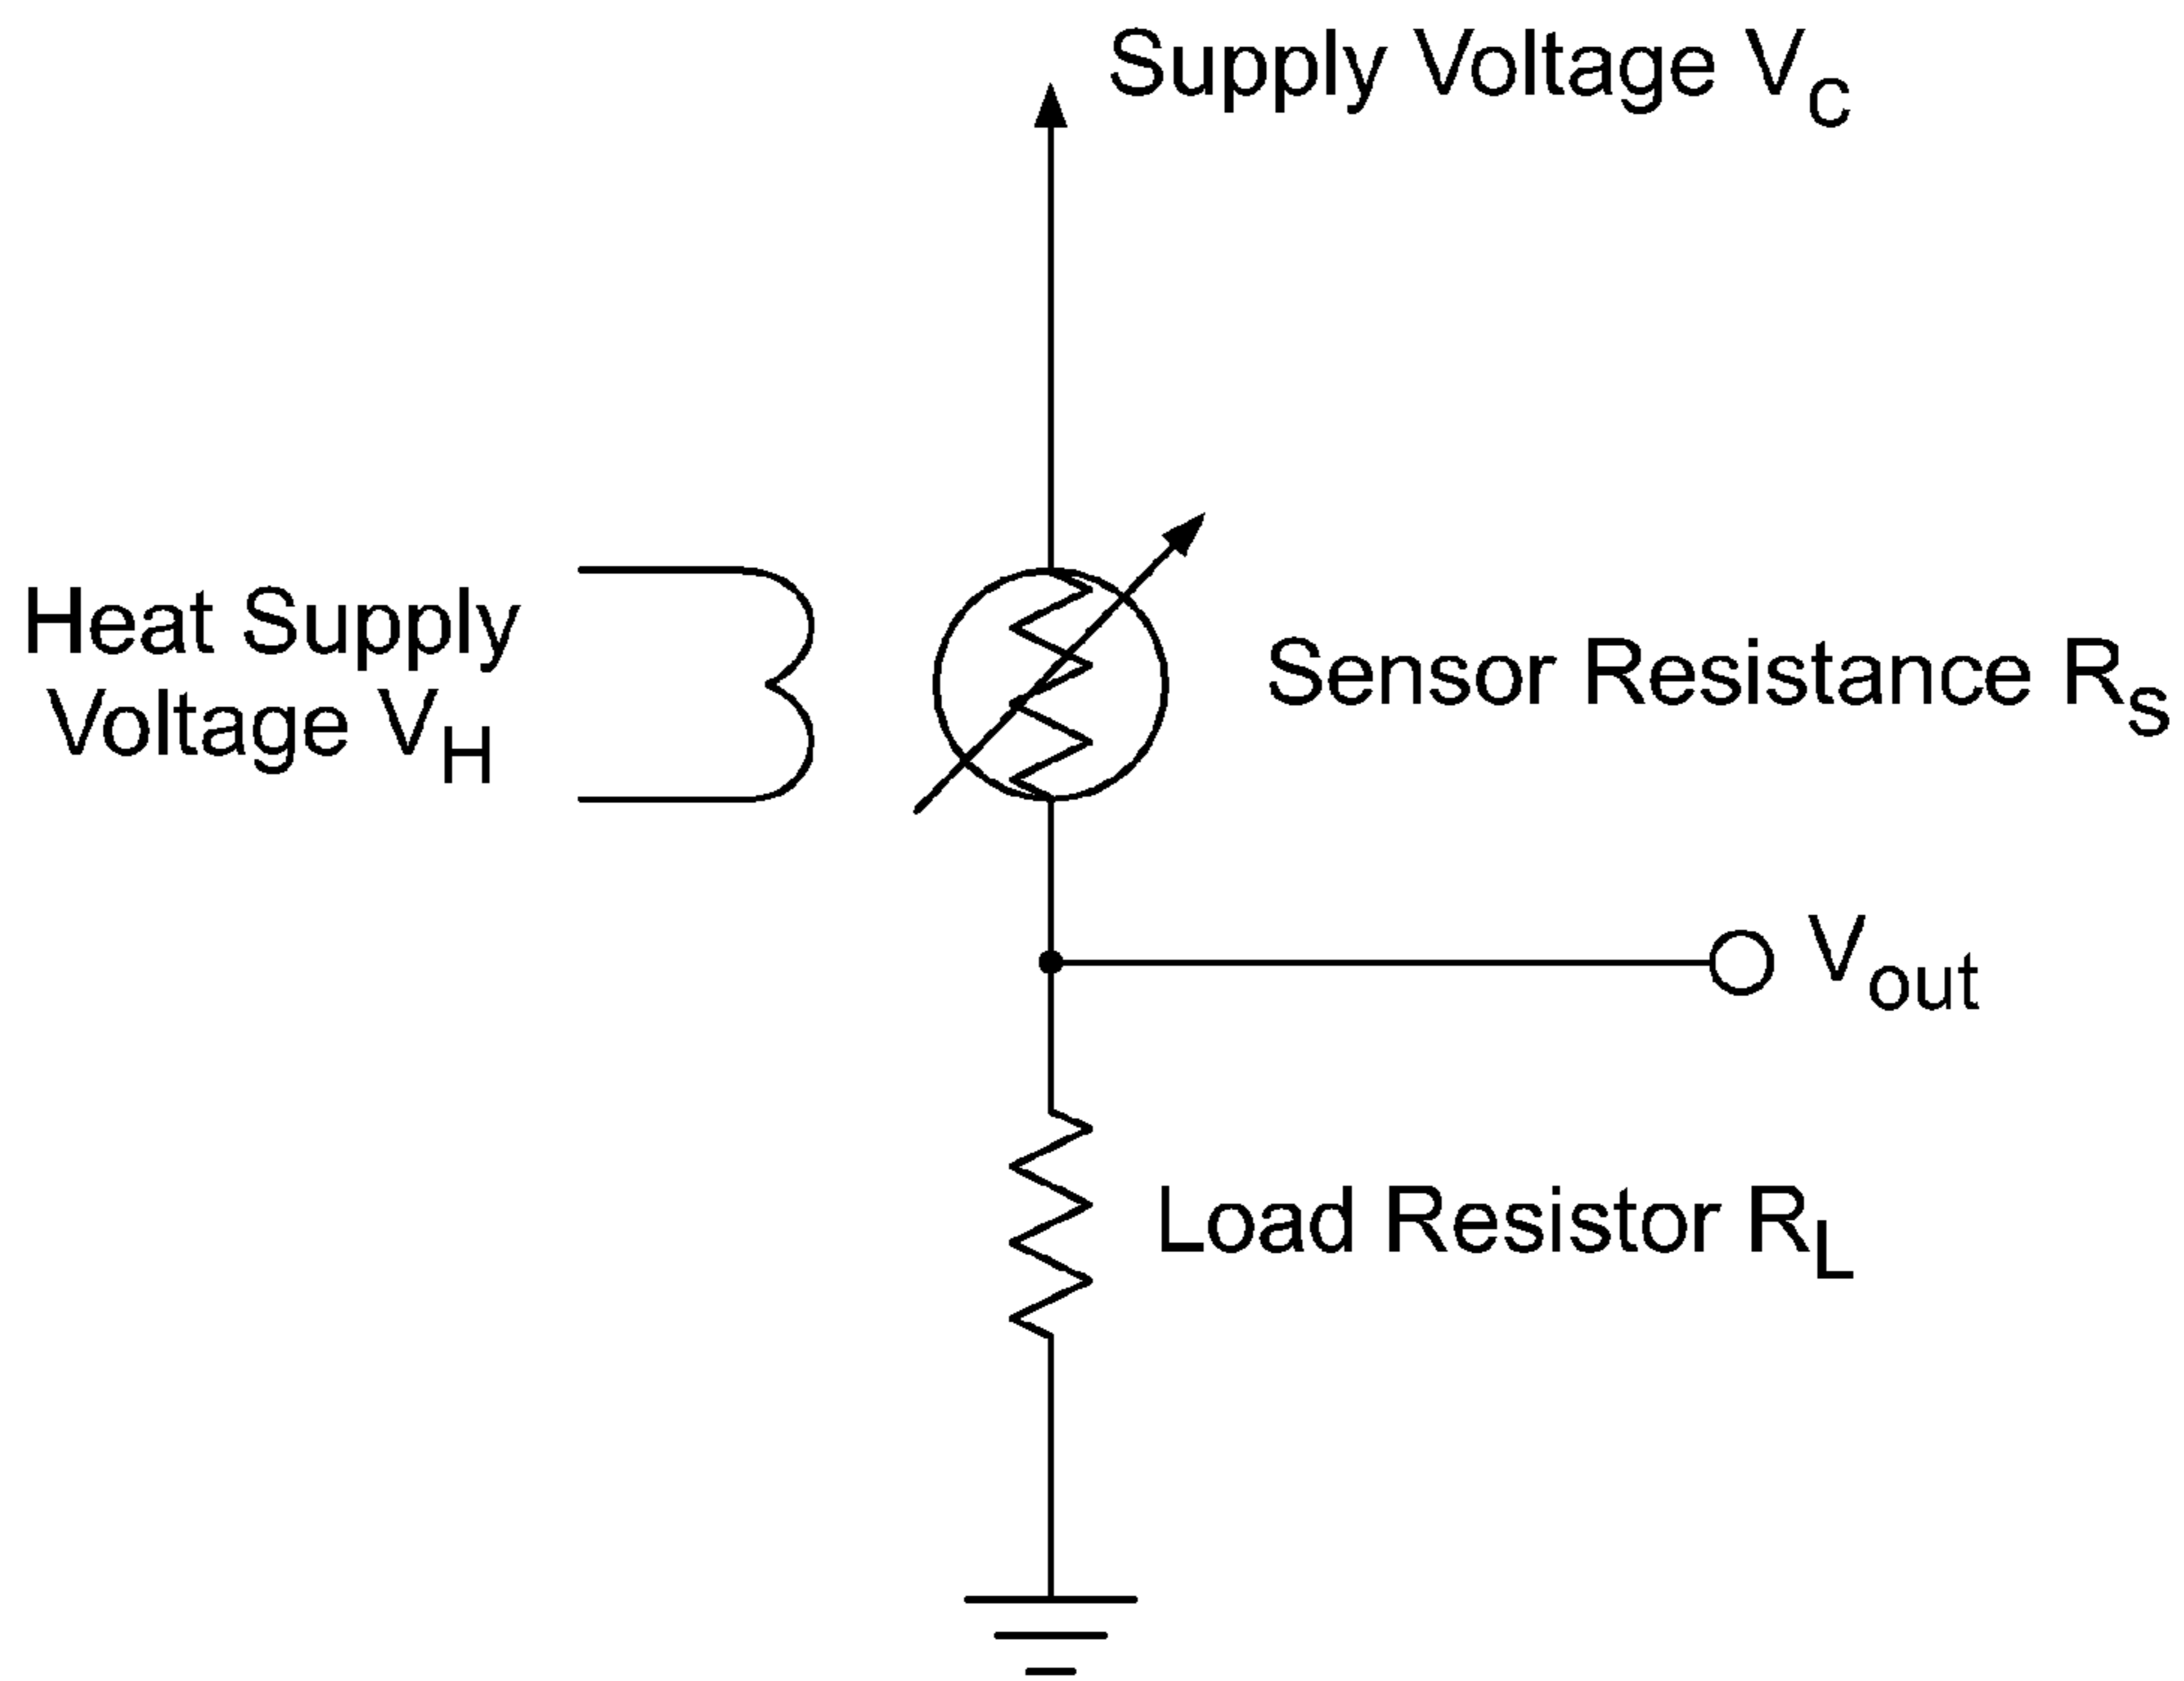 Supply Voltage VC
Heat Supply
Voltage VH
Sensor Resistance RS
Vout
Load Resistor RL